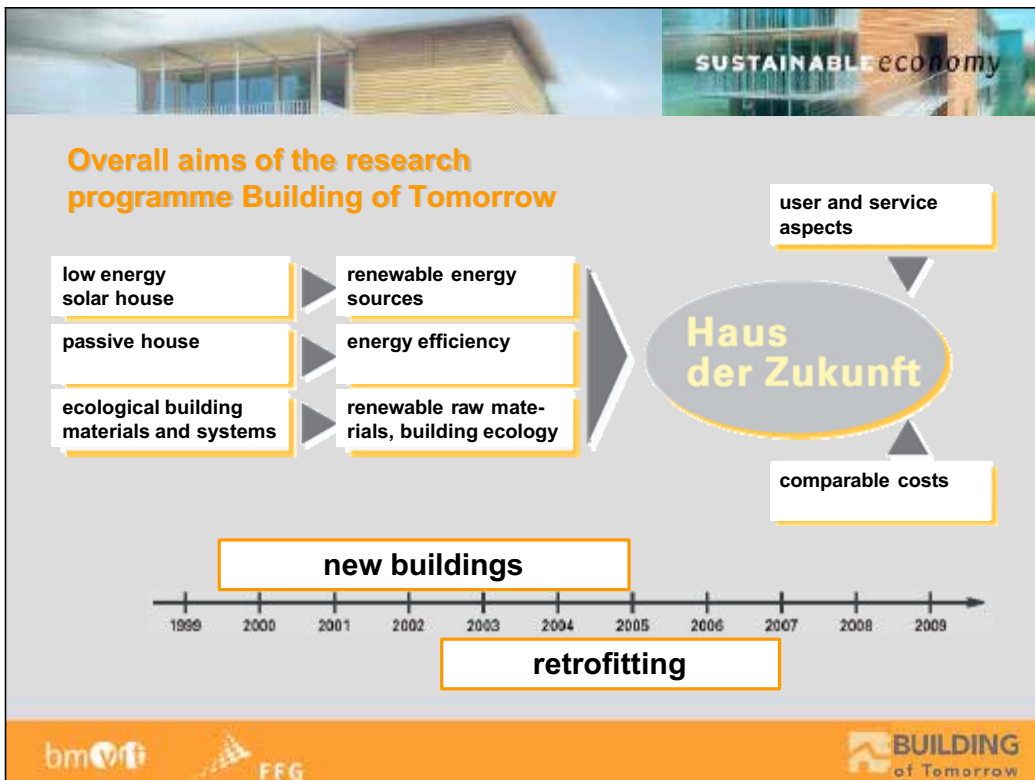 SUSTAINABLE economy
Overall aims of the research
programme Building of Tomorrow
user and service
aspects
low energy
solar house
renewable energy
sources
passive house
energy efficiency
ecological building
materials and systems
renewable raw mate-
rials, building ecology
Haus
der Zukunft
comparable costs
new buildings
1999 2000 2001 2002 2003 2004 2005 2006 2007 2008 2009
retrofitting
bmvit
FFG
BUILDING
of Tomorrow